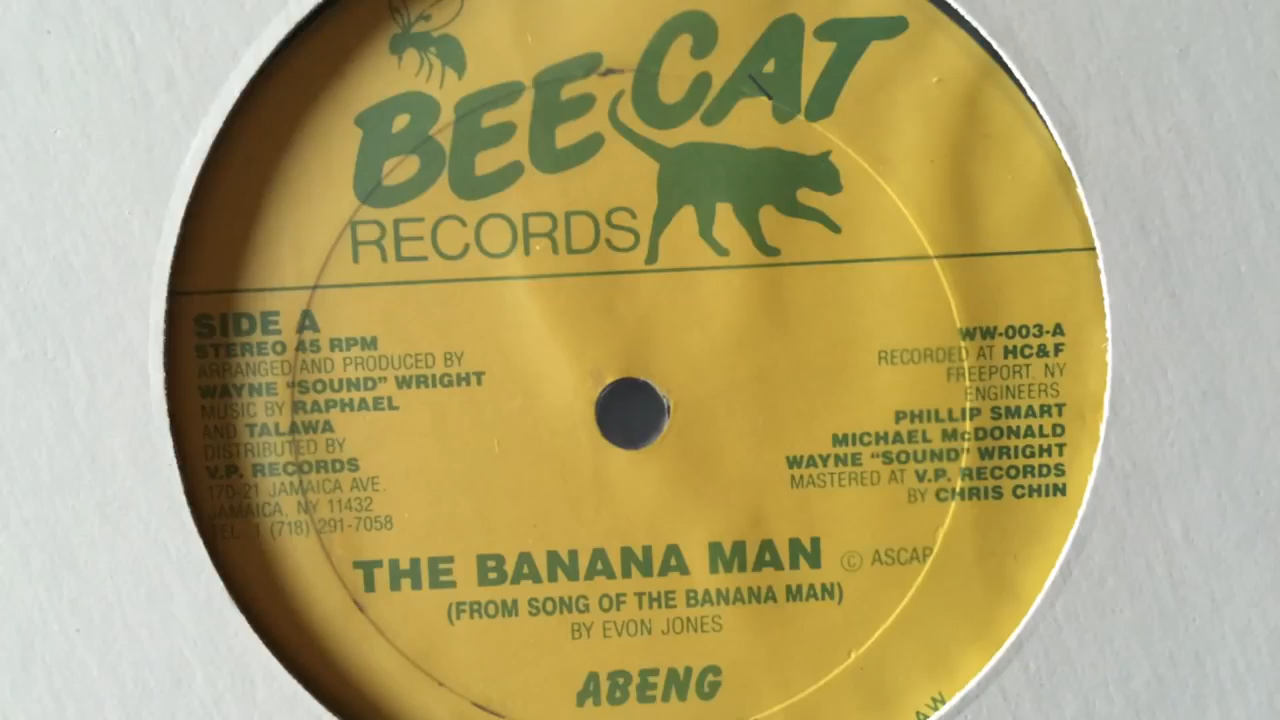 BEE CAT
RECORDS
SIDE A
STEREO 45 RPM
ARRANGED AND PRODUCED BY
WAYNE "SOUND" WRIGHT
MUSIC BY RAPHAEL
AND TALAWA
DISTRIBUTED BY
V.P. RECORDS
170-21 JAMAICA AVE.
JAMAICA, NY 11432
TEL. 1 (718) 291-7058
WW-003-A
RECORDED AT HC&F
FREEPORT, NY
ENGINEERS
PHILLIP SMART
MICHAEL McDONALD
WAYNE "SOUND" WRIGHT
MASTERED AT V.P. RECORDS
BY CHRIS CHIN
THE BANANA MAN © ASCAP
(FROM SONG OF THE BANANA MAN)
BY EVON JONES
ABENG